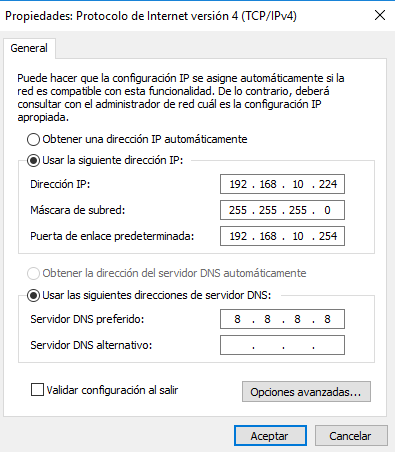 Propiedades: Protocolo de Internet versión 4 (TCP/IPv4)
General
Puede hacer que la configuración IP se asigne automáticamente si la
red es compatible con esta funcionalidad. De lo contrario, deberá
consultar con el administrador de red cuál es la configuración IP
apropiada.
Obtener una dirección IP automáticamente
Usar la siguiente dirección IP:
Dirección IP: 192 . 168 . 10 . 224
Máscara de subred: 255 . 255 . 255 . 0
Puerta de enlace predeterminada: 192 . 168 . 10 . 254
Obtener la dirección del servidor DNS automáticamente
Usar las siguientes direcciones de servidor DNS:
Servidor DNS preferido: 8 . 8 . 8 . 8
Servidor DNS alternativo: . . .
Validar configuración al salir
Opciones avanzadas...
Aceptar Cancelar